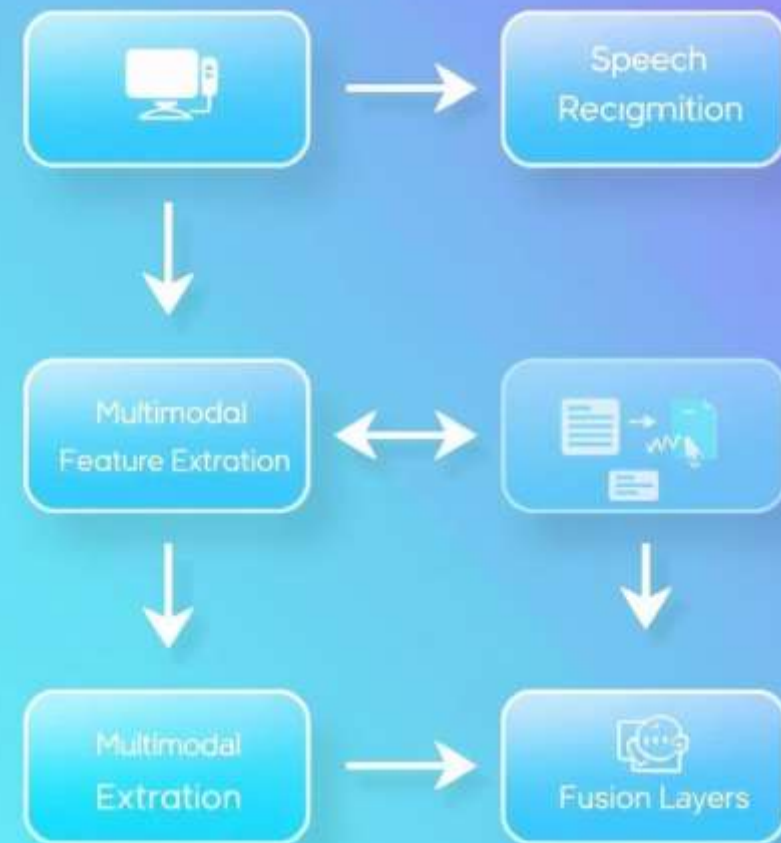 Speech
Recigmition
Multimodal
Feature Extration
Multimodal
Extration
Fusion Layers